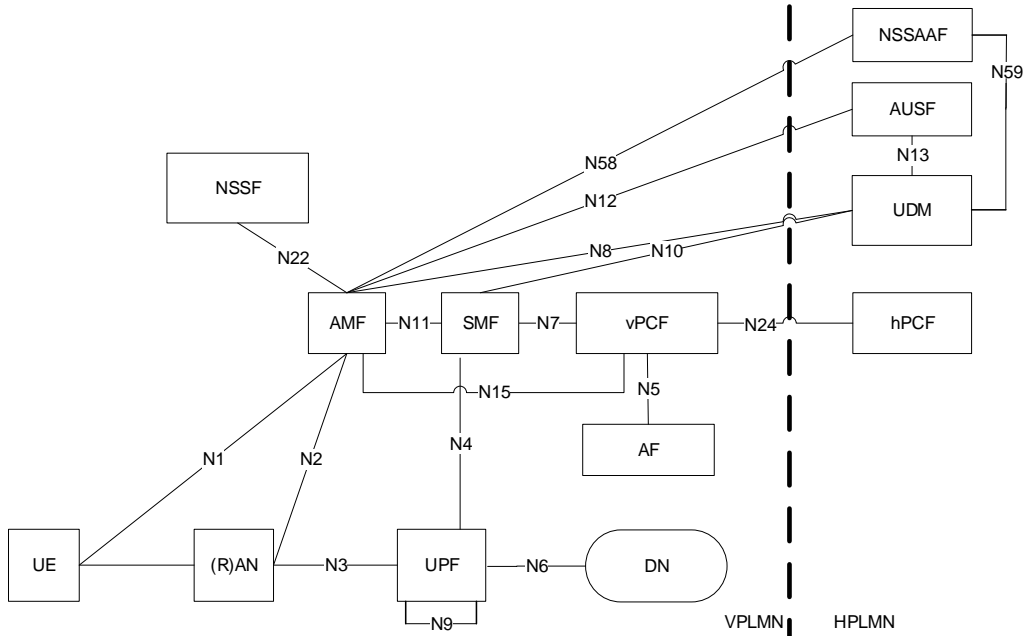 NSSAAF
N59
AUSF
N13
N58
NSSF
N12
UDM
N22
N8
N10
AMF
N11
SMF
N7
vPCF
N24
hPCF
N15
N5
N4
AF
N1
N2
UE
(R)AN
N3
UPF
N6
DN
N9
VPLMN
HPLMN